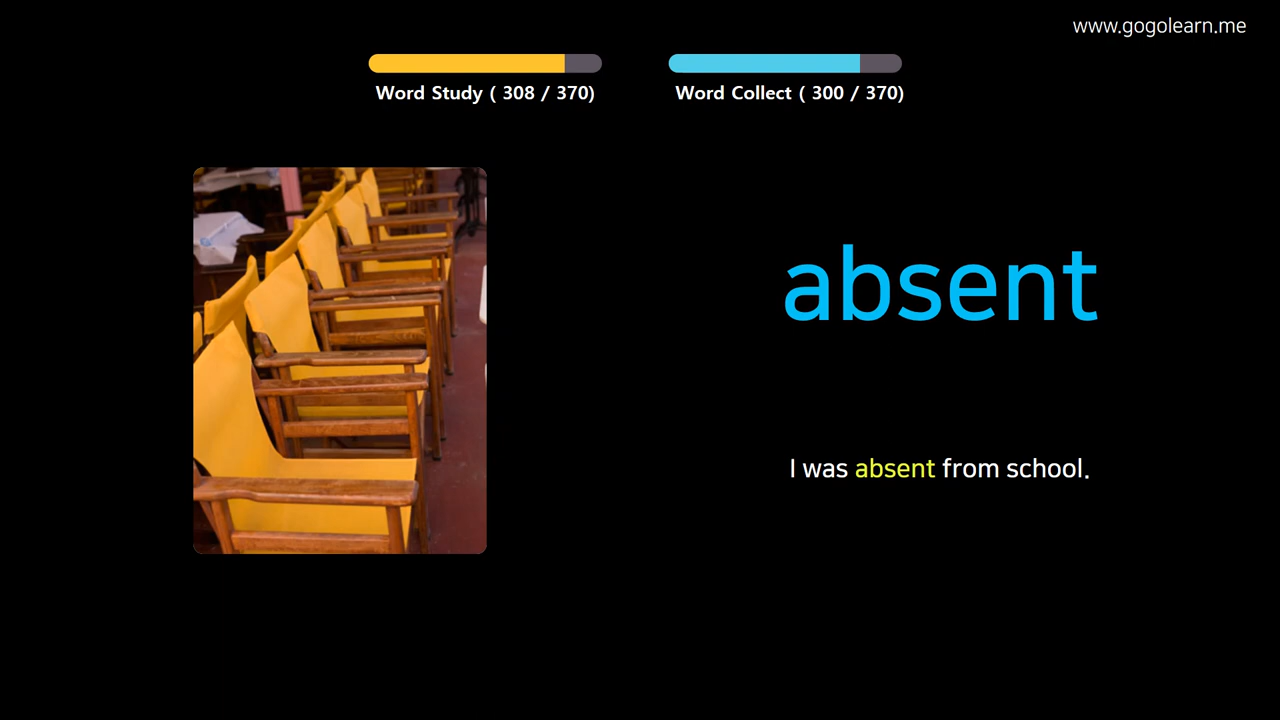 www.gogolearn.me
Word Study ( 308 / 370)
Word Collect ( 300 / 370)
absent
I was absent from school.